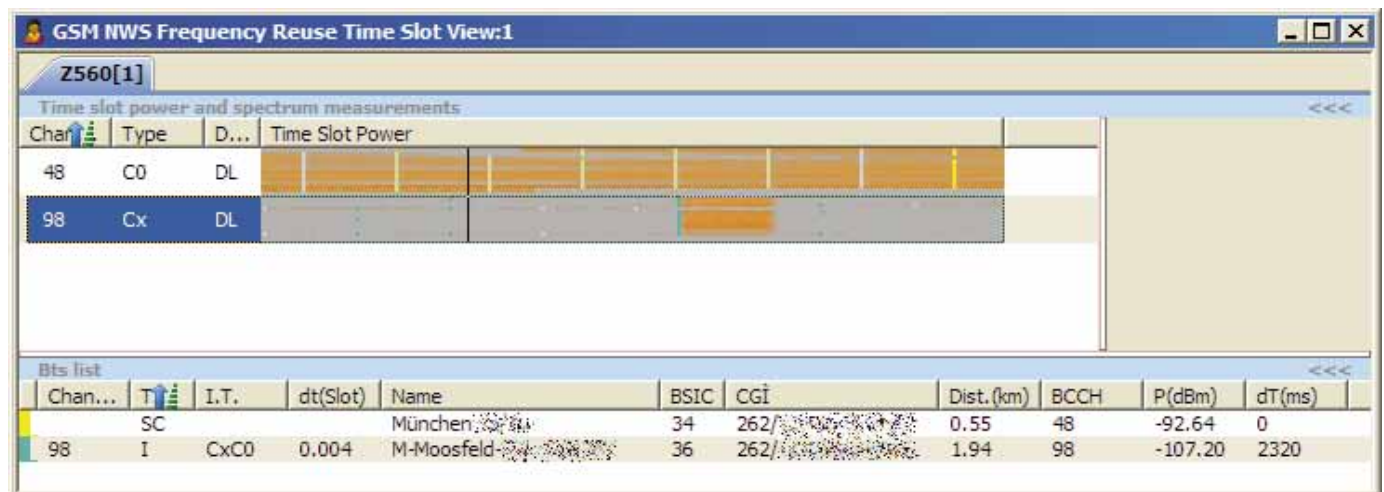 GSM NWS Frequency Reuse Time Slot View:1
Z560[1]
Time slot power and spectrum measurements <<<
Type D... Time Slot Power
48 C0 DL
98 Cx DL
Bts list <<<
Chan... I.T. dt(Slot) Name BSIC CGÌ Dist.(km) BCCH P(dBm) dT(ms)
SC München 34 262/ 0.55 48 -92.64 0
98 I CxC0 0.004 M-Moosfeld- 36 262/ 1.94 98 -107.20 2320